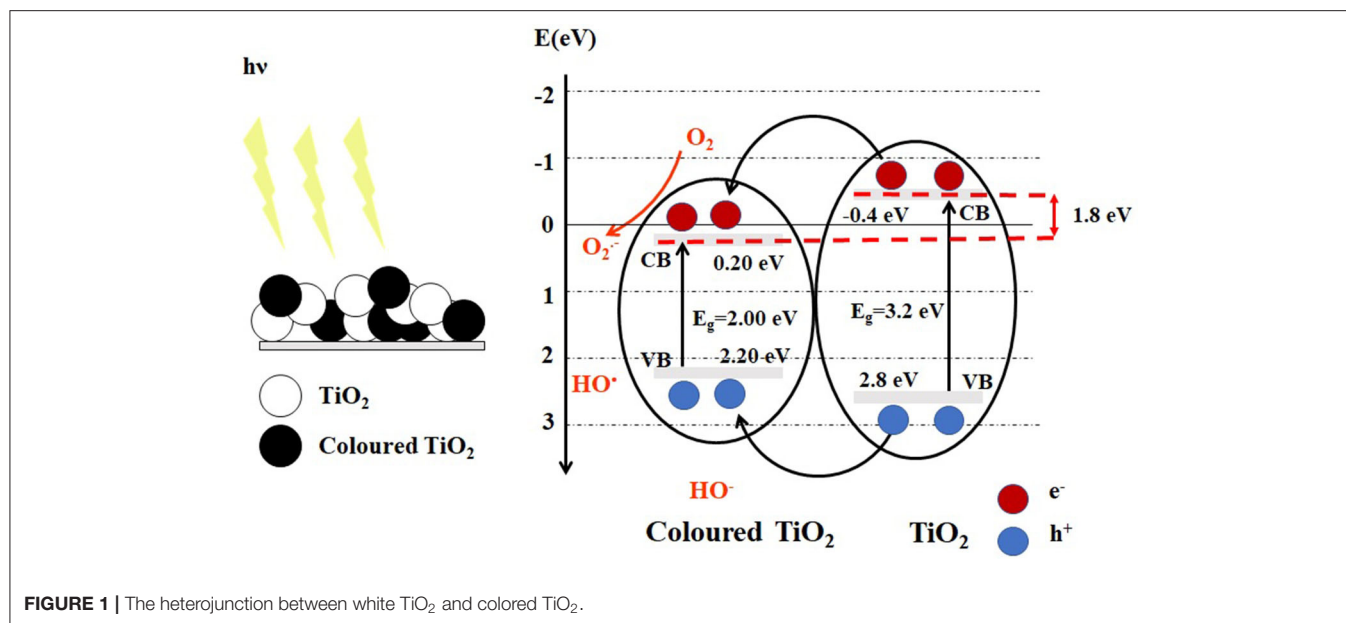 hν
TiO₂
Coloured TiO₂
E(eV)
-2
-1
0
1
2
3
O₂
O₂·⁻
HO•
HO⁻
CB
0.20 eV
E_g=2.00 eV
VB
2.20 eV
-0.4 eV
CB
1.8 eV
E_g=3.2 eV
2.8 eV
VB
Coloured TiO₂
TiO₂
e⁻
h⁺
FIGURE 1 | The heterojunction between white TiO₂ and colored TiO₂.